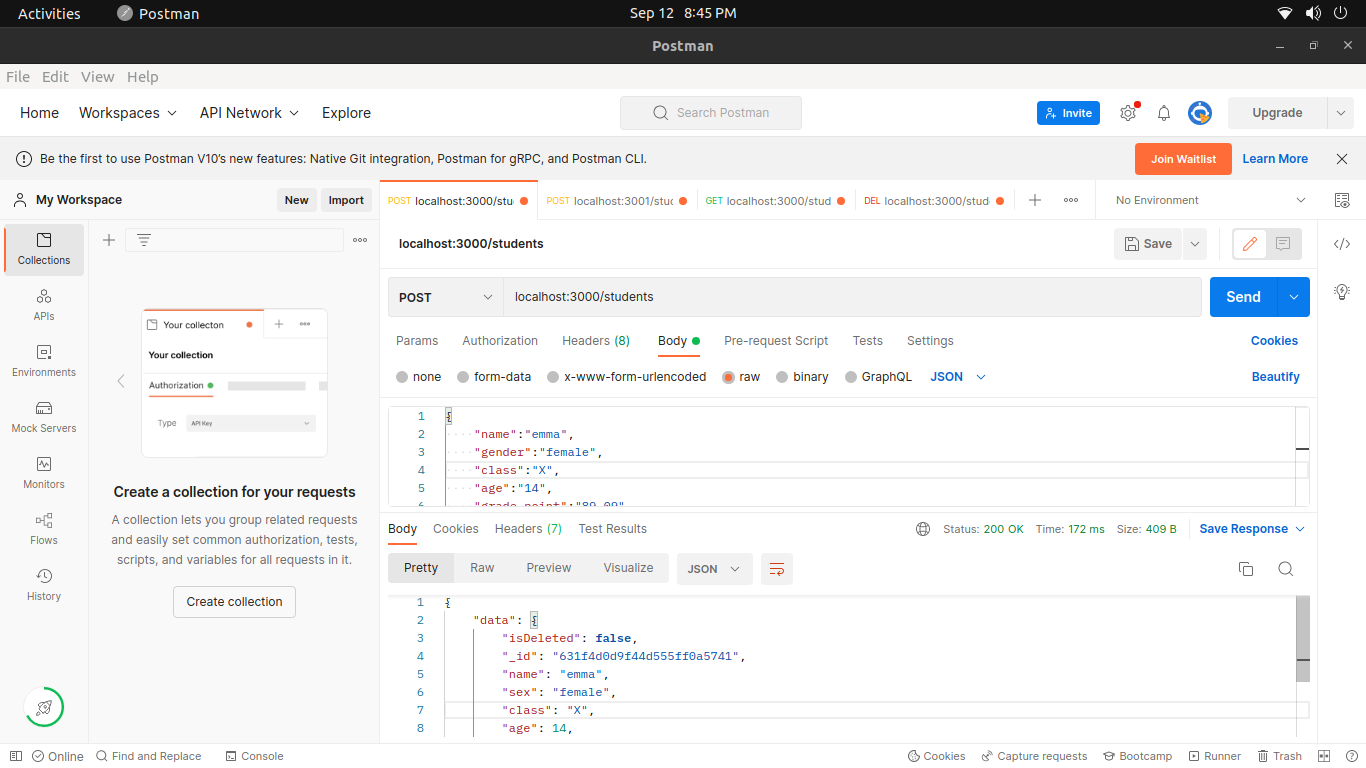 Activities Postman Sep 12 8:45 PM
Postman
File Edit View Help
Home Workspaces API Network Explore Search Postman Invite Upgrade
Be the first to use Postman V10's new features: Native Git integration, Postman for gRPC, and Postman CLI. Join Waitlist Learn More
My Workspace New Import POST localhost:3000/stu POST localhost:3001/stu GET localhost:3000/stud DEL localhost:3000/stud No Environment
Collections
APIs
Environments
Mock Servers
Monitors
Flows
History
Your collecton
Your collection
Authorization
Type API Key
Create a collection for your requests
A collection lets you group related requests
and easily set common authorization, tests,
scripts, and variables for all requests in it.
Create collection
localhost:3000/students Save
POST localhost:3000/students Send
Params Authorization Headers (8) Body Pre-request Script Tests Settings Cookies
none form-data x-www-form-urlencoded raw binary GraphQL JSON Beautify
1 {
2 "name":"emma",
3 "gender":"female",
4 "class":"X",
5 "age":"14",
6 "grade_point":"89.09"
Body Cookies Headers (7) Test Results Status: 200 OK Time: 172 ms Size: 409 B Save Response
Pretty Raw Preview Visualize JSON
1 {
2 "data": {
3 "isDeleted": false,
4 "_id": "631f4d0d9f44d555ff0a5741",
5 "name": "emma",
6 "sex": "female",
7 "class": "X",
8 "age": 14,
Online Find and Replace Console Cookies Capture requests Bootcamp Runner Trash